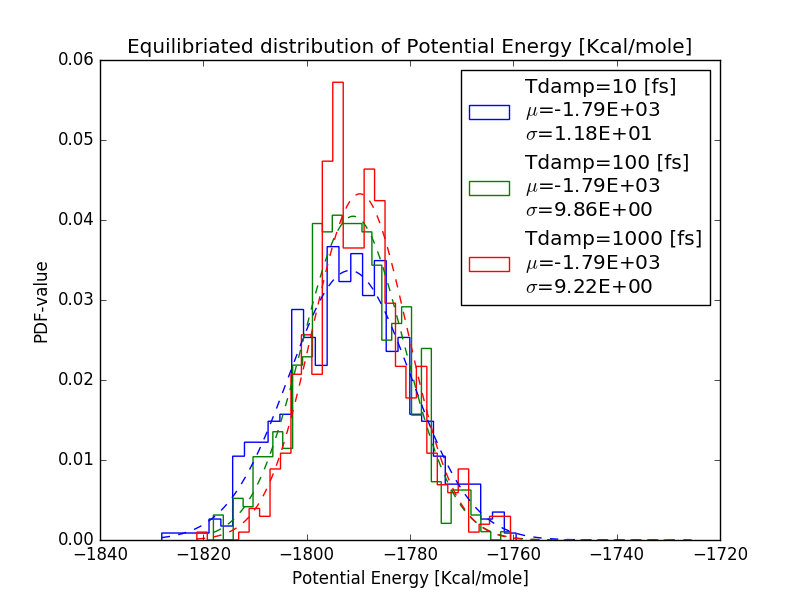 Equilibriated distribution of Potential Energy [Kcal/mole]
0.06
0.05
0.04
0.03
0.02
0.01
0.00
PDF-value
Tdamp=10 [fs]
μ=-1.79E+03
σ=1.18E+01
Tdamp=100 [fs]
μ=-1.79E+03
σ=9.86E+00
Tdamp=1000 [fs]
μ=-1.79E+03
σ=9.22E+00
−1840 −1820 −1800 −1780 −1760 −1740 −1720
Potential Energy [Kcal/mole]